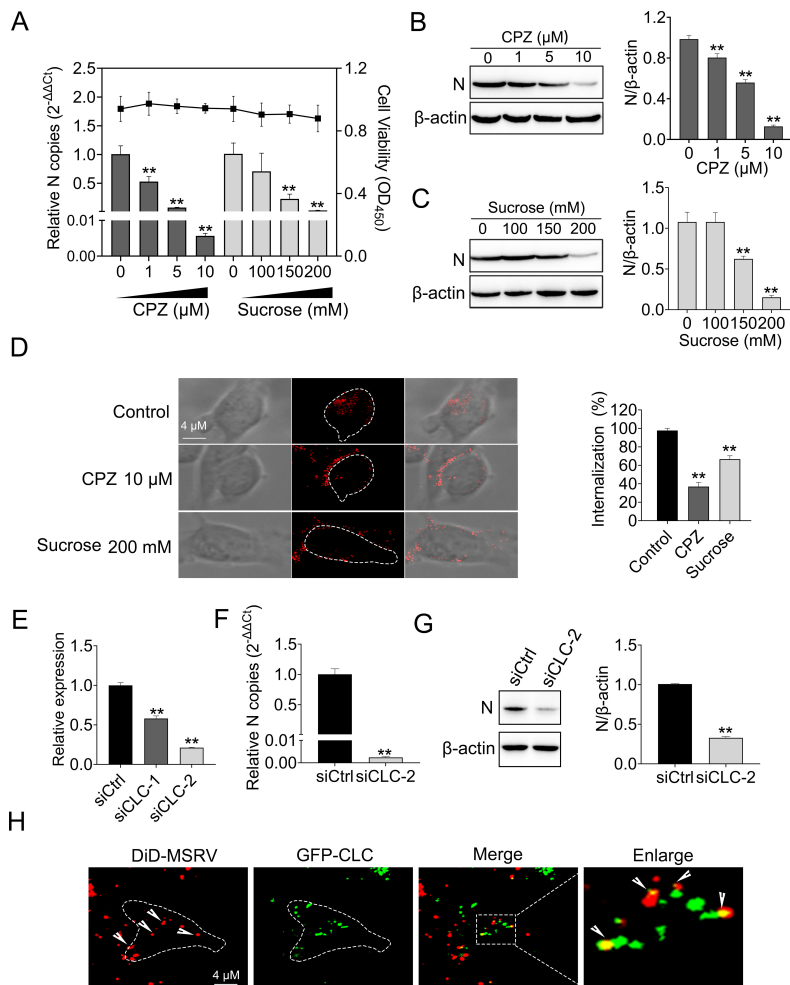 A
Relative N copies (2-ΔΔCt)
2.5
2.0
1.5
1.0
0.5
0.01
0.00
1.2
0.8
0.4
0.0
Cell Viability (OD450)
** ** ** ** **
0 1 5 10 0 100 150 200
CPZ (µM) Sucrose (mM)
B
CPZ (µM)
0 1 5 10
N
β-actin
N/β-actin
1.2
0.8
0.4
0.0
** ** **
0 1 5 10
CPZ (µM)
C
Sucrose (mM)
0 100 150 200
N
β-actin
N/β-actin
1.5
1.0
0.5
0.0
** **
0 100 150 200
Sucrose (mM)
D
Control
4 µM
CPZ 10 µM
Sucrose 200 mM
Internalization (%)
120
100
80
60
40
20
0
** **
Control CPZ Sucrose
E
Relative expression
1.5
1.0
0.5
0.0
** **
siCtrl siCLC-1 siCLC-2
F
Relative N copies (2-ΔΔCt)
1.5
1.0
0.5
0.01
0.00
**
siCtrl siCLC-2
G
siCtrl siCLC-2
N
β-actin
N/β-actin
1.5
1.0
0.5
0.0
**
siCtrl siCLC-2
H
DiD-MSRV GFP-CLC Merge Enlarge
4 µM